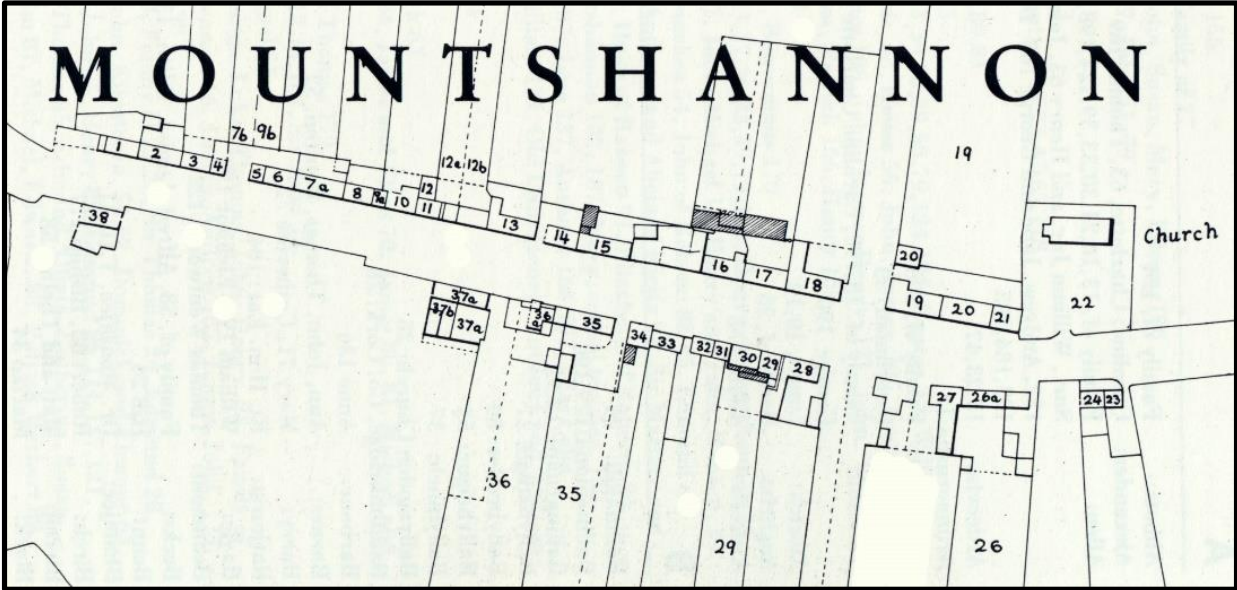 MOUNTSHANNON
7b 9b
12a 12b
19
1 2 3 4 5 6 7a 8 9a 10 12 11 13 14 15 16 17 18 20 19 20 21
Church
22
38
37a
37b 37a
36a 35 34 33 32 31 30 29 28 27 26a 24 23
36 35 29 26